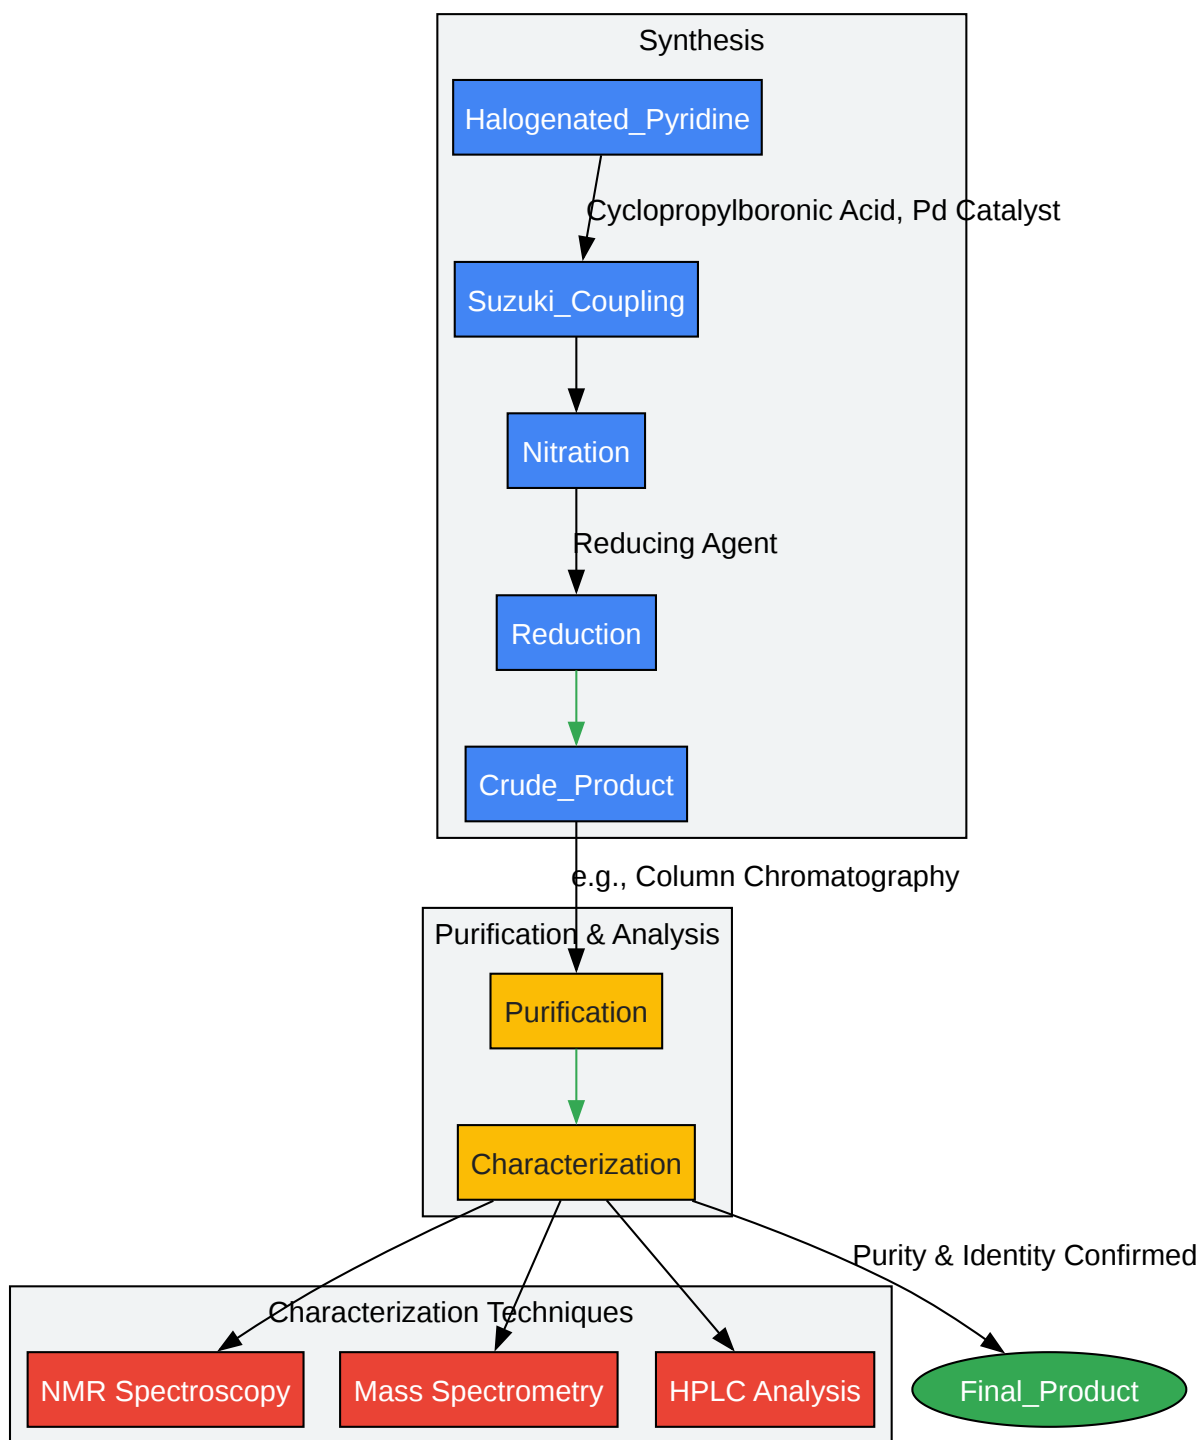 Synthesis
Halogenated_Pyridine
Cyclopropylboronic Acid, Pd Catalyst
Suzuki_Coupling
Nitration
Reducing Agent
Reduction
Crude_Product
e.g., Column Chromatography
Purification & Analysis
Purification
Characterization
Purity & Identity Confirmed
Characterization Techniques
NMR Spectroscopy
Mass Spectrometry
HPLC Analysis
Final_Product